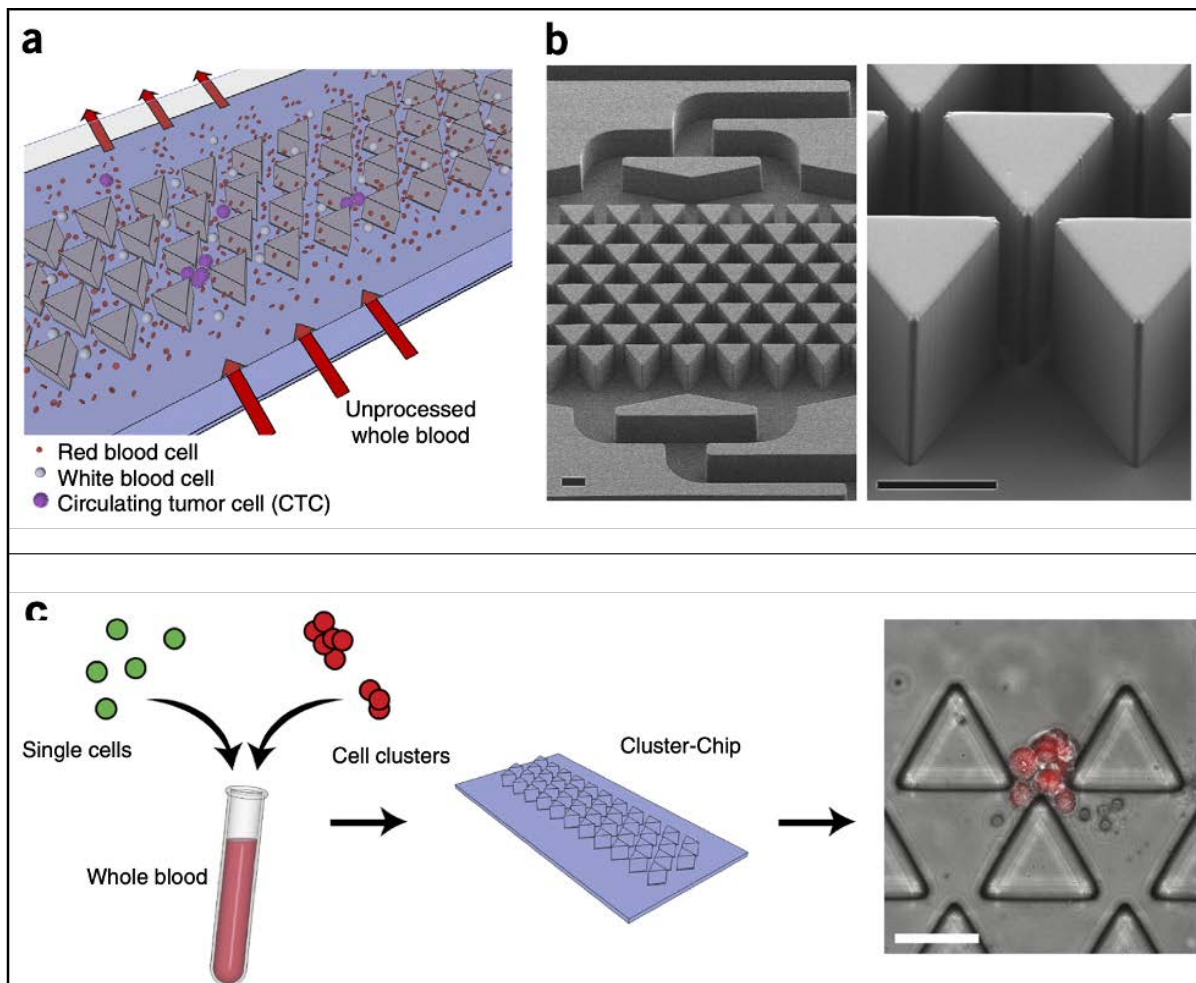 a
b
Unprocessed
whole blood
Red blood cell
White blood cell
Circulating tumor cell (CTC)
c
Single cells
Cell clusters
Cluster-Chip
Whole blood